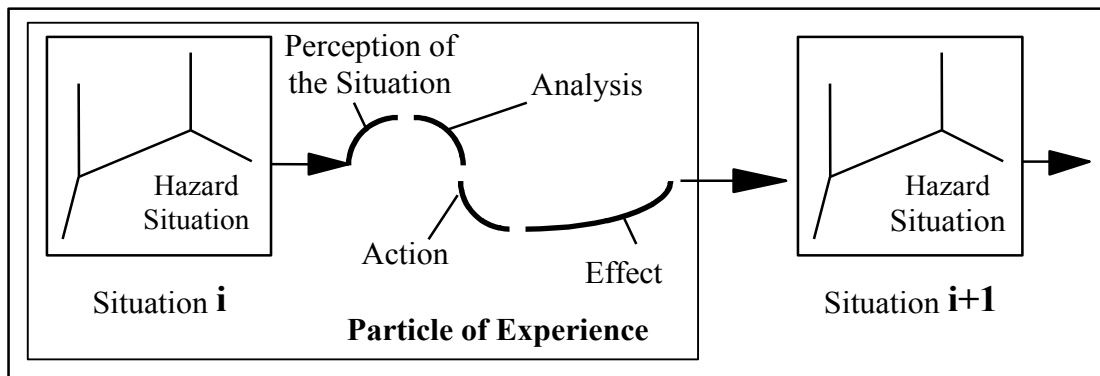 Perception of
the Situation
Analysis
Hazard
Situation
Action
Effect
Situation i
Particle of Experience
Hazard
Situation
Situation i+1